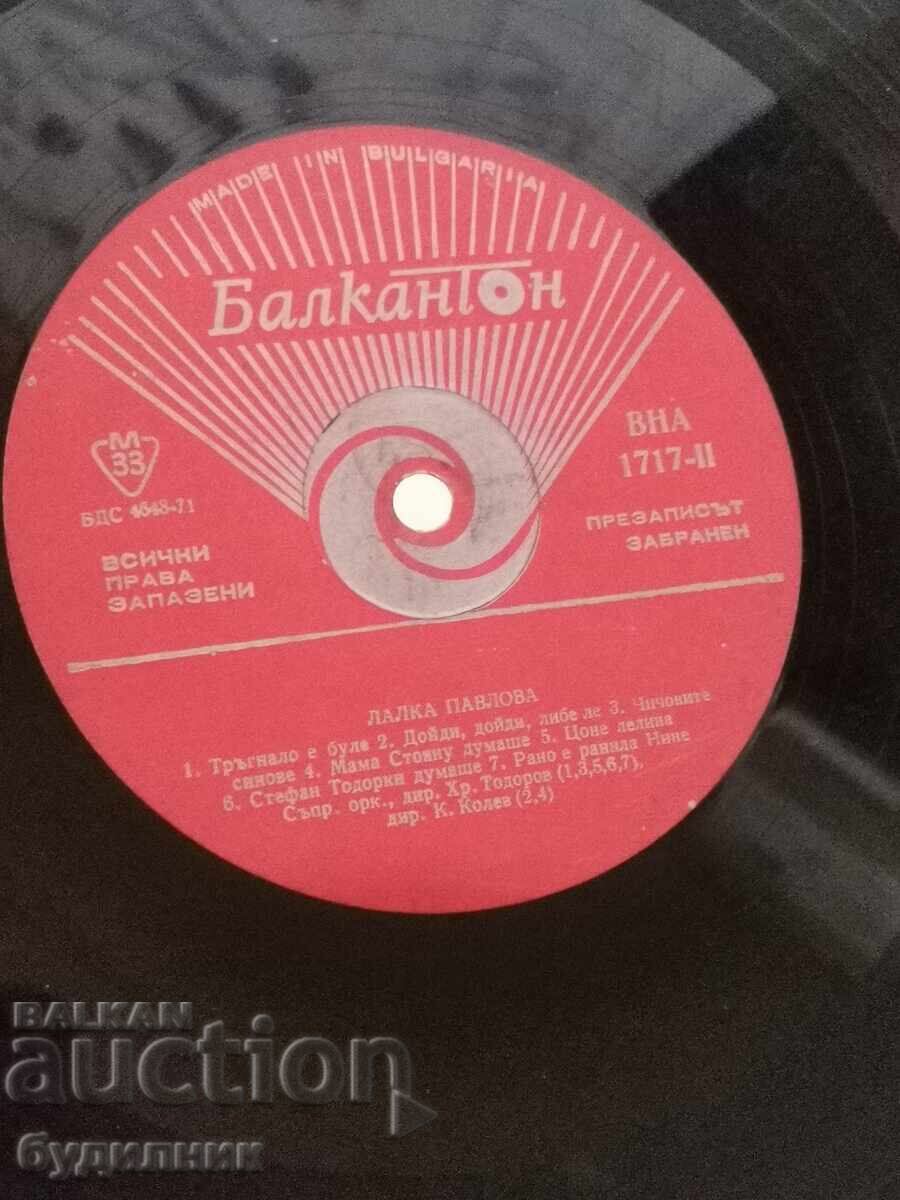 MADE IN BULGARIA
Балкантон
М
33
БДС 4648-71
ВСИЧКИ
ПРАВА
ЗАПАЗЕНИ
ВНА
1717-II
ПРЕЗАПИСЪТ
ЗАБРАНЕН
ЛАЛКА ПАВЛОВА
1. Тръгнало е буле 2. Дойди, дойди, либе ле 3. Чичовите
синове 4. Мама Стояну думаше 5. Цоне лелина
6. Стефан Тодорки думаше 7. Рано е ранила Нине
Съпр. орк., дир. Хр. Тодоров (1,3,5,6,7),
дир. К. Колев (2,4)
BALKAN
auction
будилник